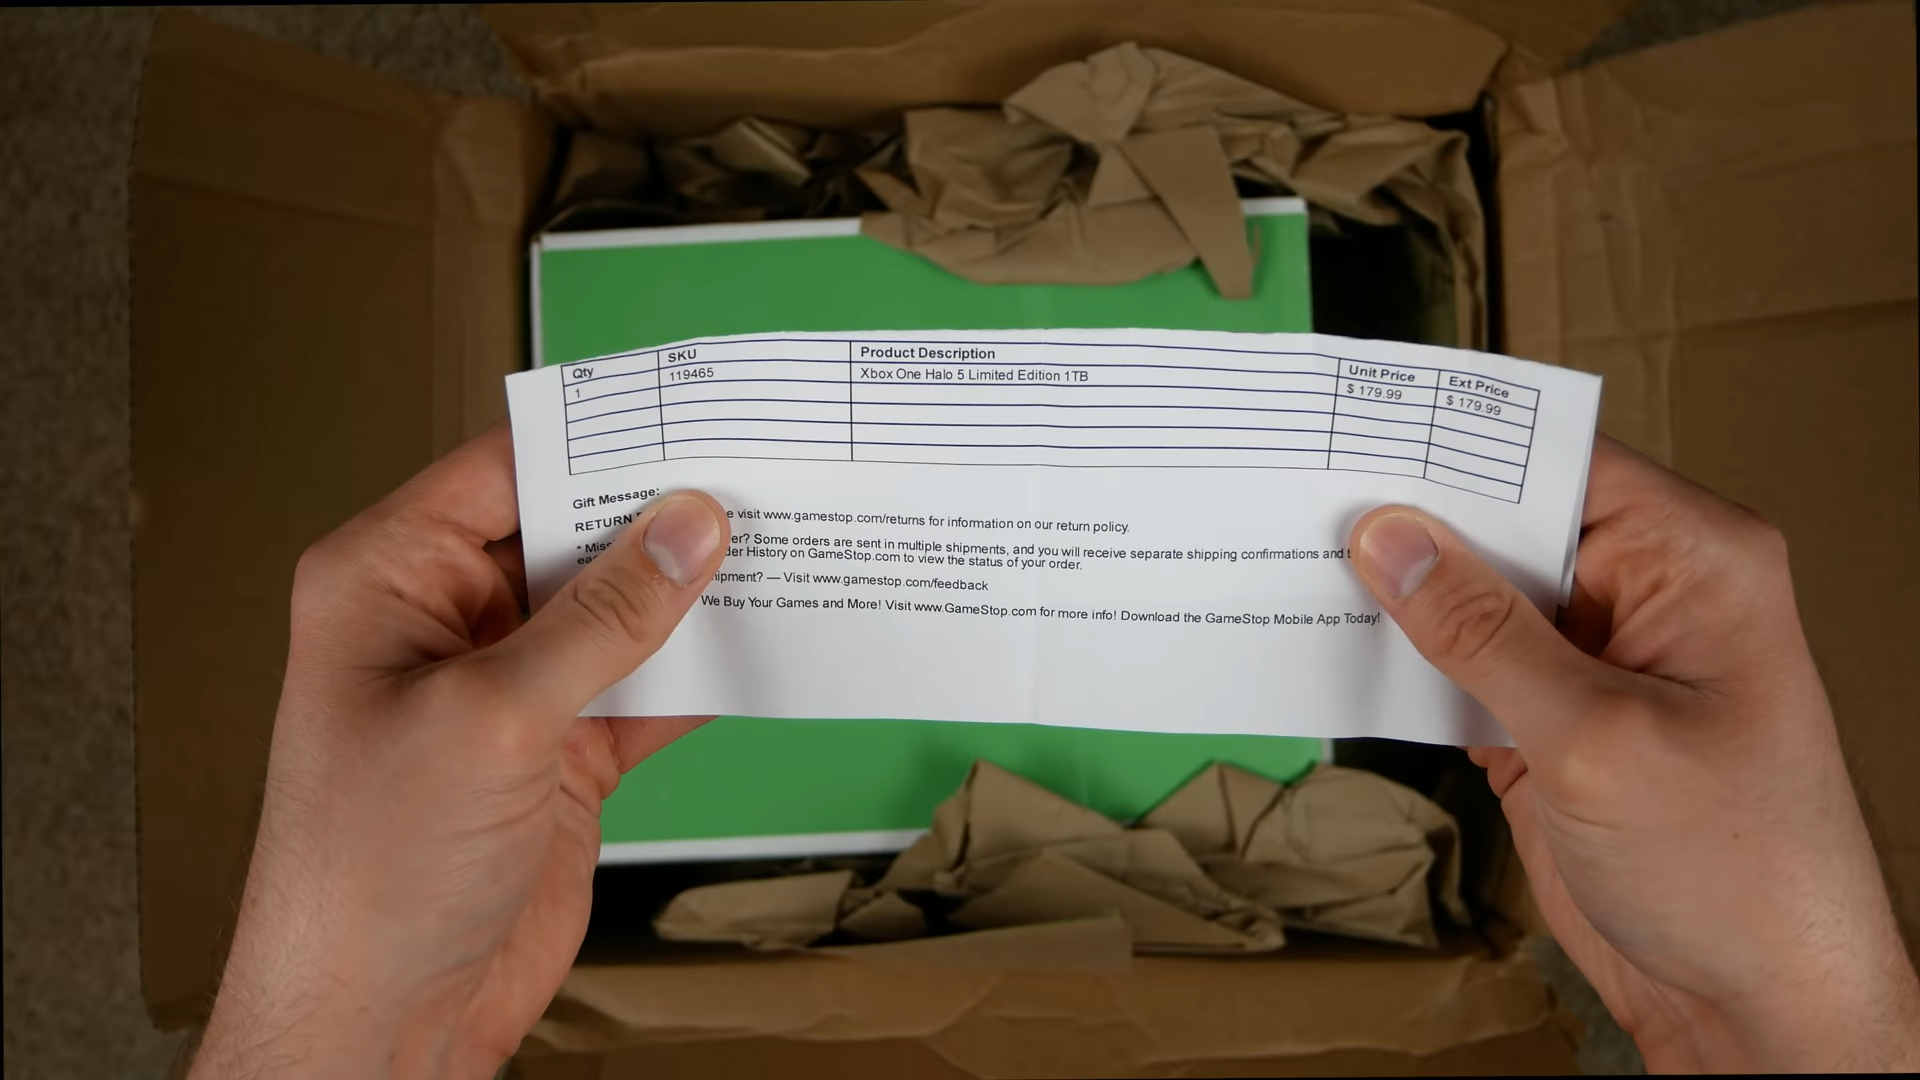 Qty SKU Product Description Unit Price Ext Price
1 119465 Xbox One Halo 5 Limited Edition 1TB $ 179.99 $ 179.99
Gift Message:
RETURN visit www.gamestop.com/returns for information on our return policy.
* Some orders are sent in multiple shipments, and you will receive separate shipping confirmations and
History on GameStop.com to view the status of your order.
— Visit www.gamestop.com/feedback
We Buy Your Games and More! Visit www.GameStop.com for more info! Download the GameStop Mobile App Today!